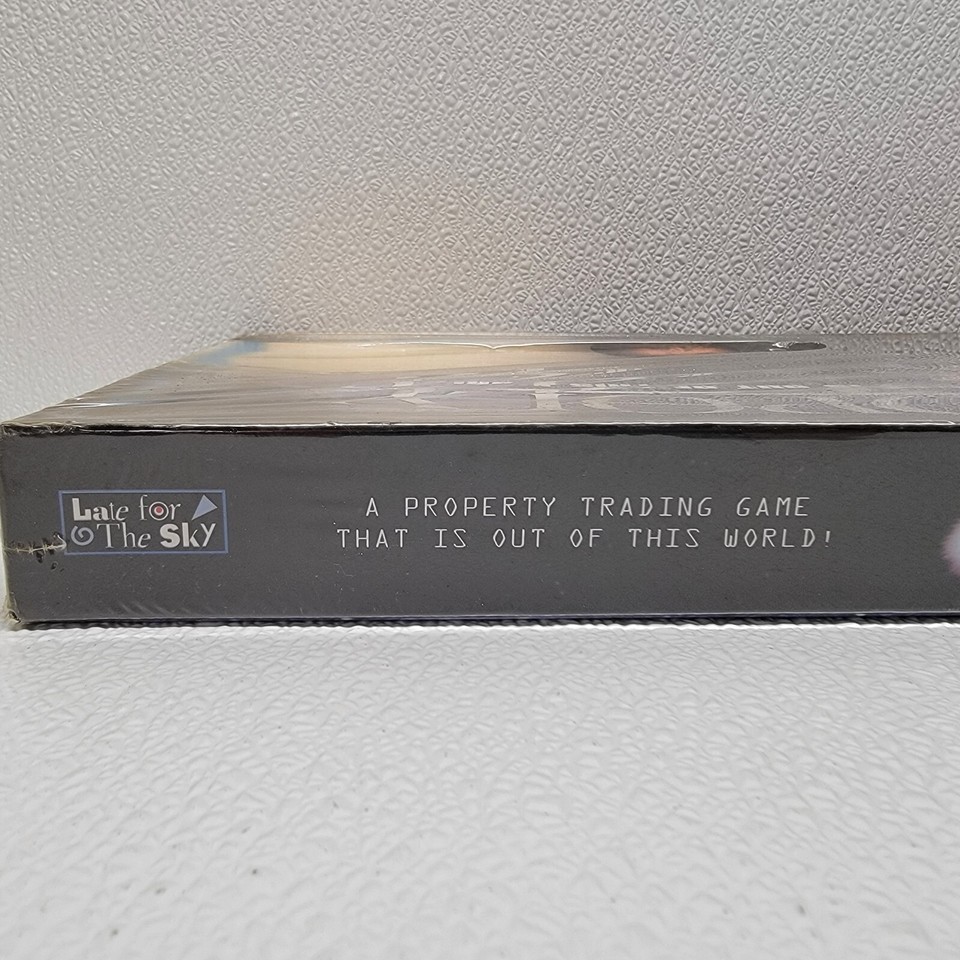 Late for
The Sky
A PROPERTY TRADING GAME
THAT IS OUT OF THIS WORLD!